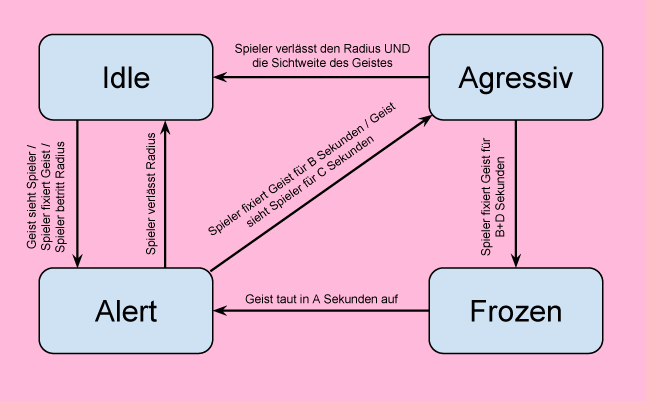 Spieler verlässt den Radius UND
die Sichtweite des Geistes
Idle
Agressiv
Geist sieht Spieler /
Spieler fixiert Geist /
Spieler betritt Radius
Spieler verlässt Radius
Spieler fixiert Geist für B Sekunden / Geist
sieht Spieler für C Sekunden
Spieler fixiert Geist für
B+D Sekunden
Alert
Geist taut in A Sekunden auf
Frozen